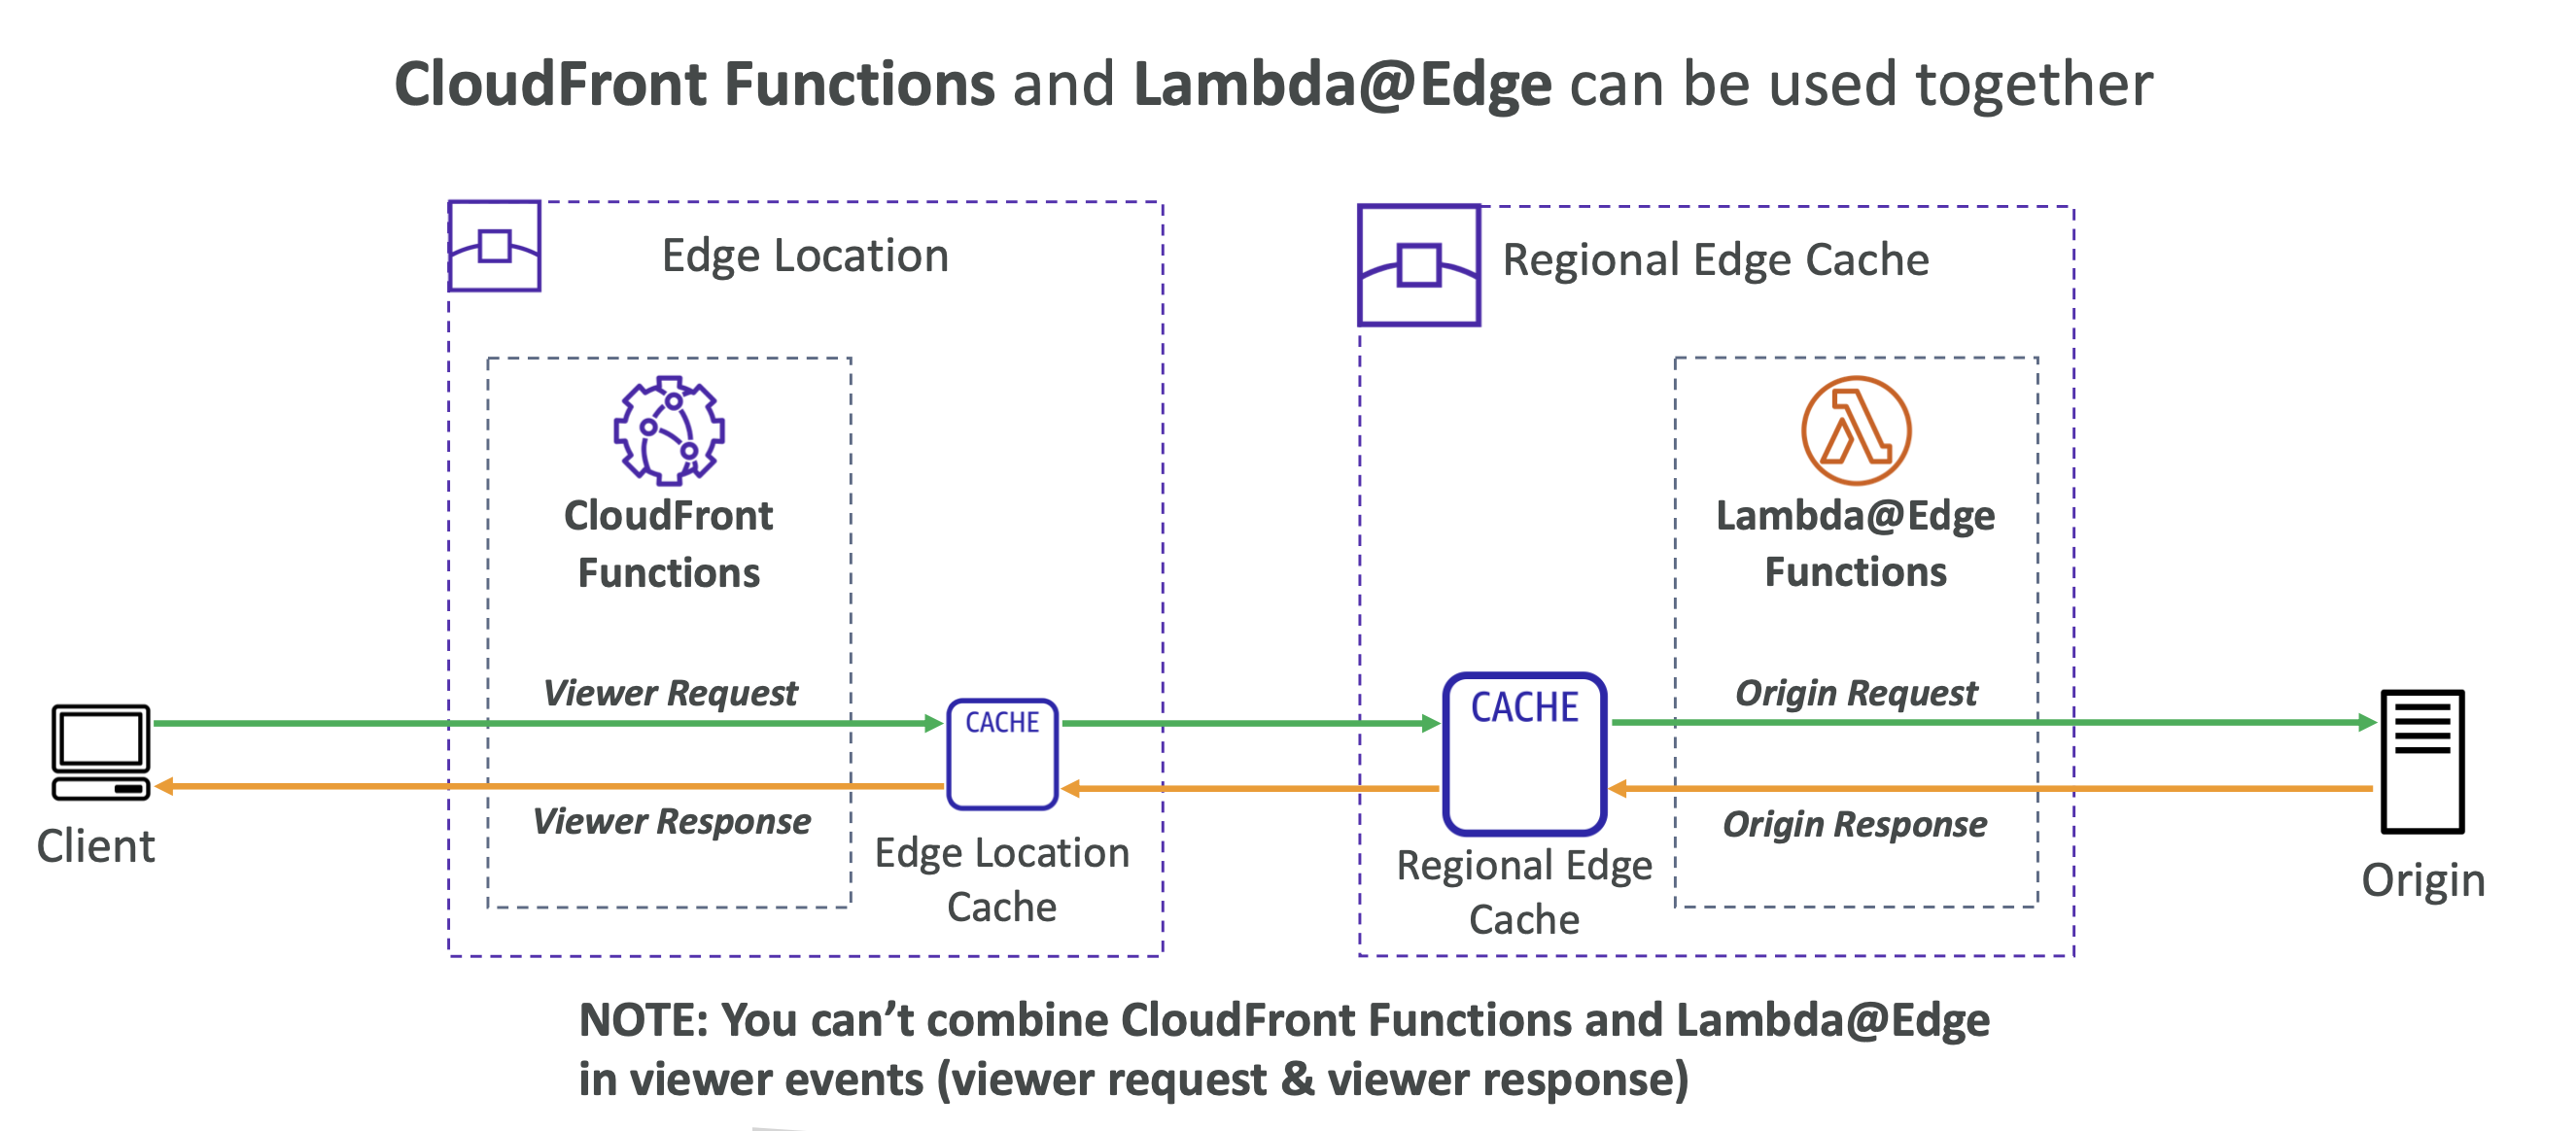 CloudFront Functions and Lambda@Edge can be used together
Edge Location
Regional Edge Cache
CloudFront
Functions
Lambda@Edge
Functions
Viewer Request
Origin Request
CACHE
CACHE
Viewer Response
Origin Response
Client
Edge Location
Cache
Regional Edge
Cache
Origin
NOTE: You can’t combine CloudFront Functions and Lambda@Edge
in viewer events (viewer request & viewer response)